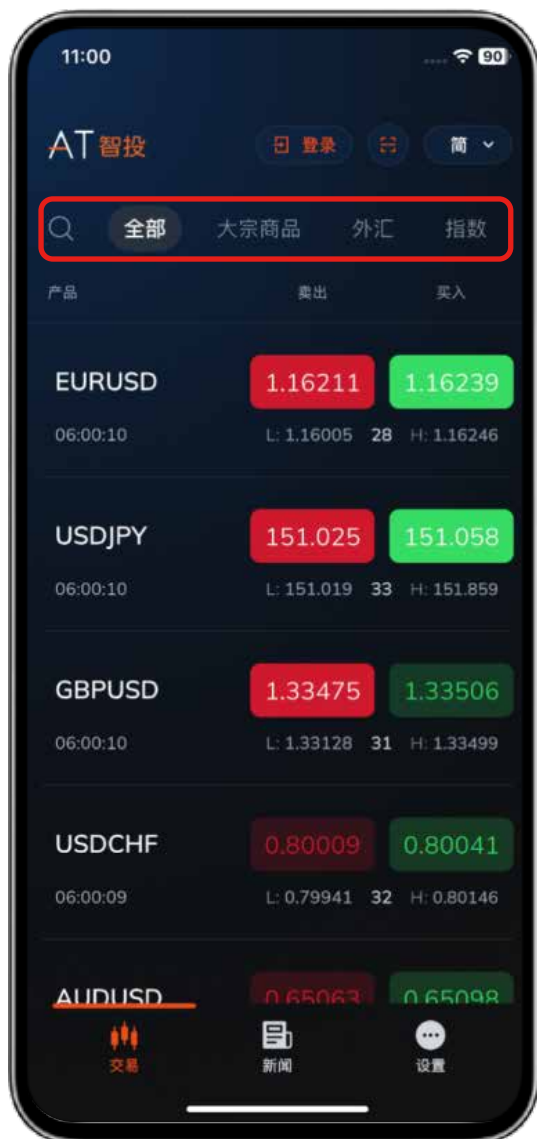 11:00 90
AT智投 登录 简
全部 大宗商品 外汇 指数
产品 卖出 买入
EURUSD 1.16211 1.16239
06:00:10 L: 1.16005 28 H: 1.16246
USDJPY 151.025 151.058
06:00:10 L: 151.019 33 H: 151.859
GBPUSD 1.33475 1.33506
06:00:10 L: 1.33128 31 H: 1.33499
USDCHF 0.80009 0.80041
06:00:09 L: 0.79941 32 H: 0.80146
AUDUSD 0.65063 0.65098
交易 新闻 设置